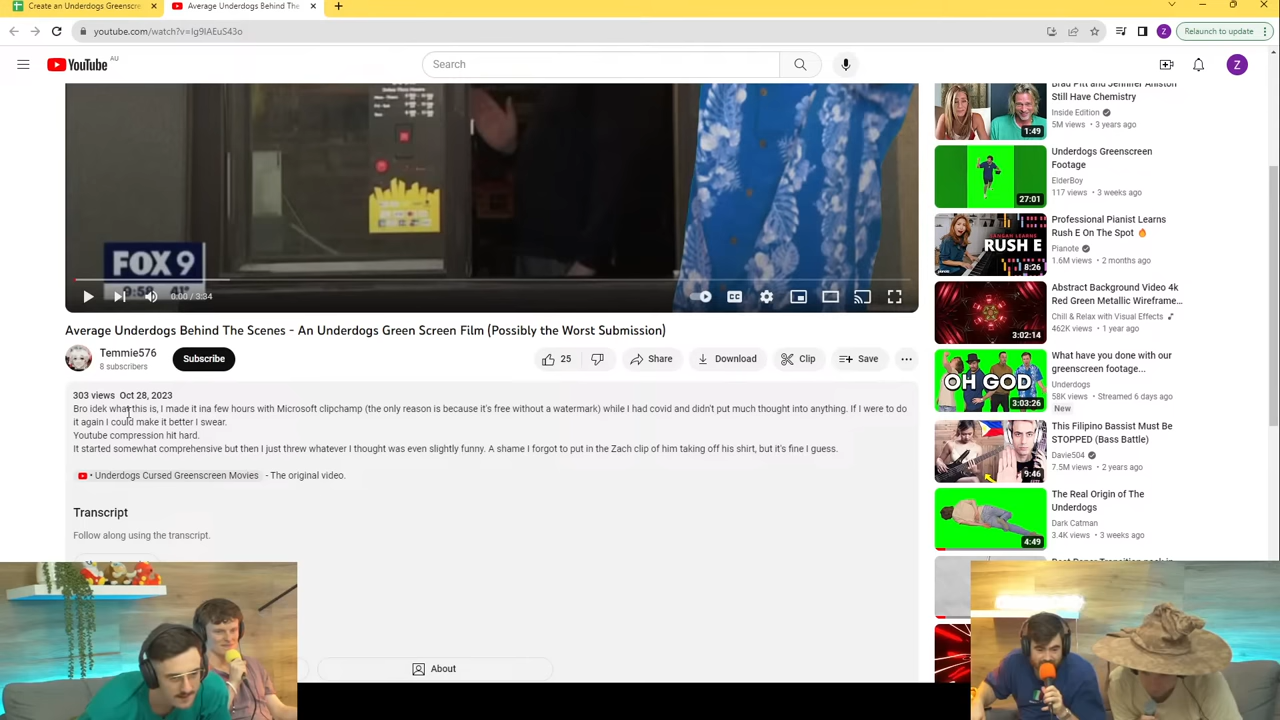 Create an Underdogs Greensc
Average Underdogs Behind The
youtube.com/watch?v=Ig9IAEuS43o
Relaunch to update
YouTube
AU
Search
Z
FOX 9
9:58 41°
0:00 / 3:34
Average Underdogs Behind The Scenes - An Underdogs Green Screen Film (Possibly the Worst Submission)
Temmie576
8 subscribers
Subscribe
25
Share
Download
Clip
Save
303 views Oct 28, 2023
Bro idek what this is, I made it ina few hours with Microsoft clipchamp (the only reason is because it's free without a watermark) while I had covid and didn't put much thought into anything. If I were to do
it again I could make it better I swear.
Youtube compression hit hard.
It started somewhat comprehensive but then I just threw whatever I thought was even slightly funny. A shame I forgot to put in the Zach clip of him taking off his shirt, but it's fine I guess.
• Underdogs Cursed Greenscreen Movies - The original video.
Transcript
Follow along using the transcript.
About
Brad Pitt and Jennifer Aniston
Still Have Chemistry
Inside Edition
5M views • 3 years ago
1:49
Underdogs Greenscreen
Footage
ElderBoy
117 views • 3 weeks ago
27:01
Professional Pianist Learns
Rush E On The Spot
Pianote
1.6M views • 2 months ago
RUSH E
8:26
Abstract Background Video 4k
Red Green Metallic Wireframe...
Chill & Relax with Visual Effects
462K views • 1 year ago
3:02:14
What have you done with our
greenscreen footage...
Underdogs
58K views • Streamed 6 days ago
New
OH GOD
3:03:26
This Filipino Bassist Must Be
STOPPED (Bass Battle)
Davie504
7.5M views • 2 years ago
9:46
The Real Origin of The
Underdogs
Dark Catman
3.4K views • 3 weeks ago
4:49